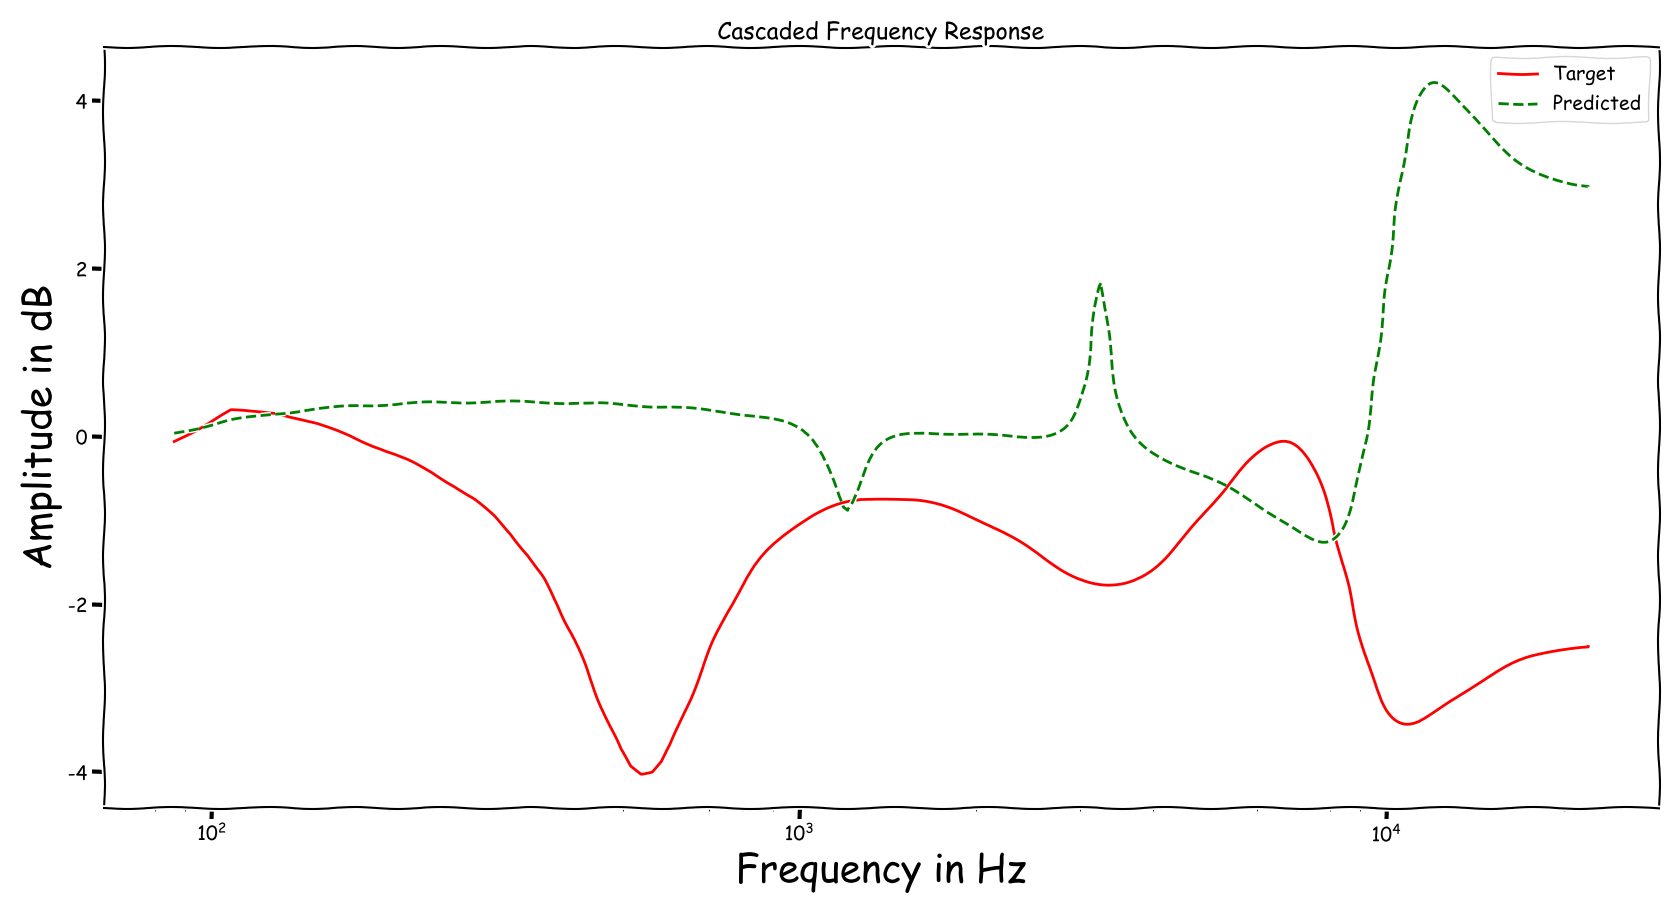 Cascaded Frequency Response
Target
Predicted
4
2
0
-2
-4
Amplitude in dB
10²
10³
10⁴
Frequency in Hz